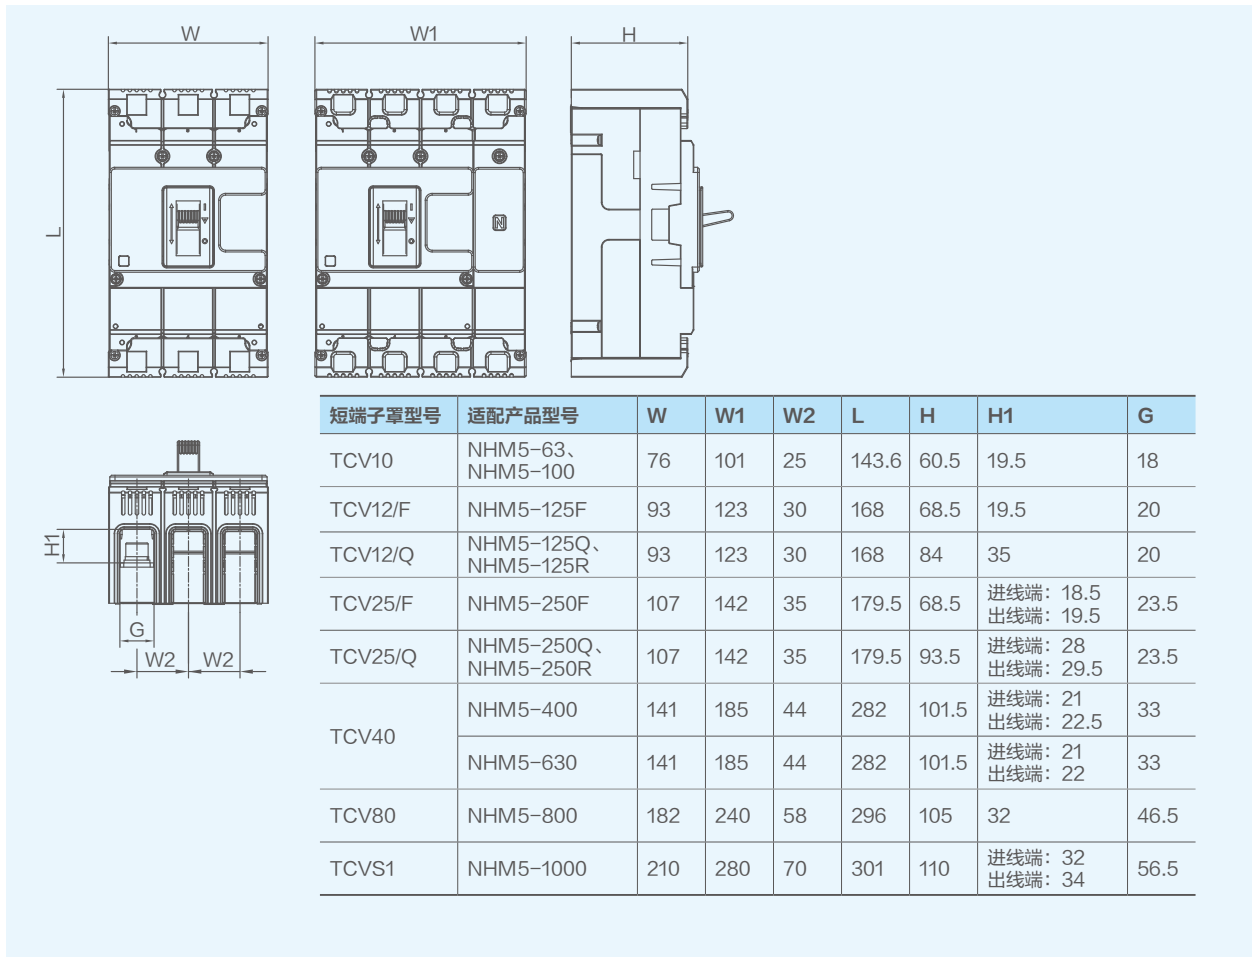 W
W1
H
L
N
H1
G
W2
W2
短端子罩型号 适配产品型号 W W1 W2 L H H1 G
TCV10 NHM5-63、 76 101 25 143.6 60.5 19.5 18
NHM5-100
TCV12/F NHM5-125F 93 123 30 168 68.5 19.5 20
TCV12/Q NHM5-125Q、 93 123 30 168 84 35 20
NHM5-125R
TCV25/F NHM5-250F 107 142 35 179.5 68.5 进线端：18.5 23.5
出线端：19.5
TCV25/Q NHM5-250Q、 107 142 35 179.5 93.5 进线端：28 23.5
NHM5-250R 出线端：29.5
TCV40 NHM5-400 141 185 44 282 101.5 进线端：21 33
出线端：22.5
NHM5-630 141 185 44 282 101.5 进线端：21 33
出线端：22
TCV80 NHM5-800 182 240 58 296 105 32 46.5
TCVS1 NHM5-1000 210 280 70 301 110 进线端：32 56.5
出线端：34